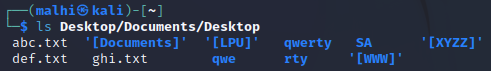 ┌──(malhi㉿kali)-[~]
└─$ ls Desktop/Documents/Desktop
abc.txt '[Documents]' '[LPU]' qwerty SA '[XYZZ]'
def.txt ghi.txt qwe rty '[WWW]'